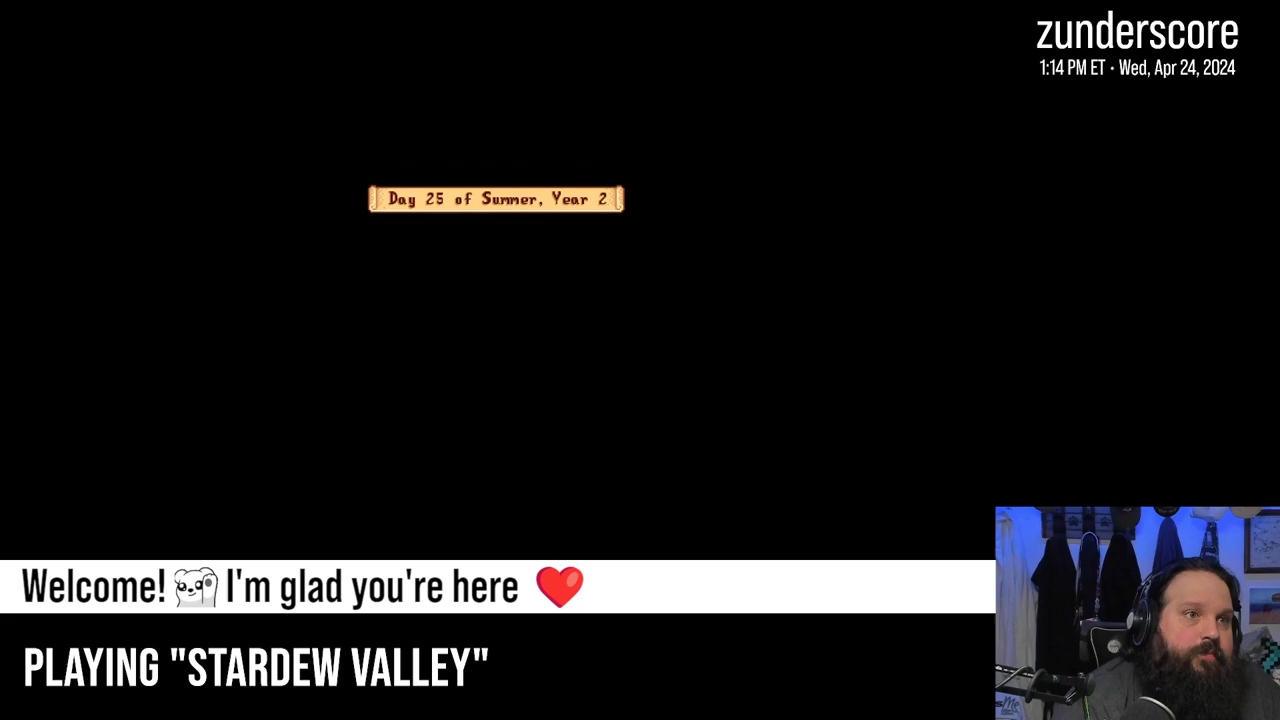 zunderscore
1:14 PM ET • Wed, Apr 24, 2024
Day 25 of Summer, Year 2
Welcome! I'm glad you're here ❤️
PLAYING "STARDEW VALLEY"